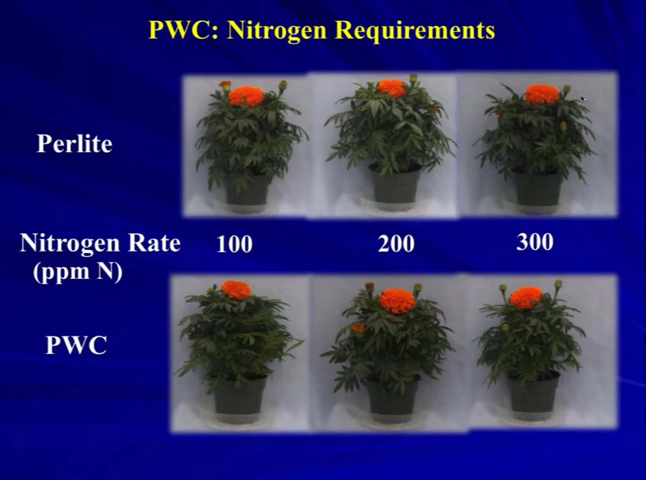 PWC: Nitrogen Requirements
Perlite
Nitrogen Rate 100 200 300
(ppm N)
PWC